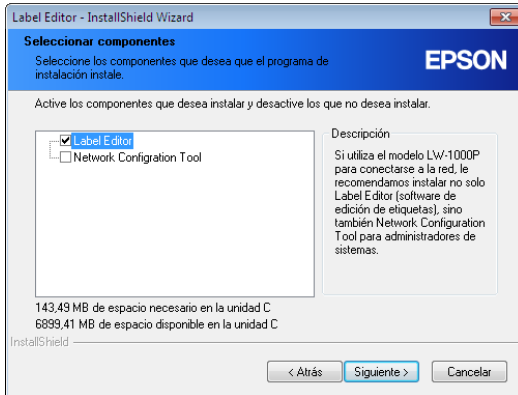 Label Editor - InstallShield Wizard
Seleccionar componentes
Seleccione los componentes que desea que el programa de
instalación instale.
EPSON
Active los componentes que desea instalar y desactive los que no desea instalar.
Label Editor
Network Configration Tool
Descripción
Si utiliza el modelo LW-1000P
para conectarse a la red, le
recomendamos instalar no solo
Label Editor (software de
edición de etiquetas), sino
también Network Configuration
Tool para administradores de
sistemas.
143,49 MB de espacio necesario en la unidad C
6899,41 MB de espacio disponible en la unidad C
InstallShield
< Atrás
Siguiente >
Cancelar